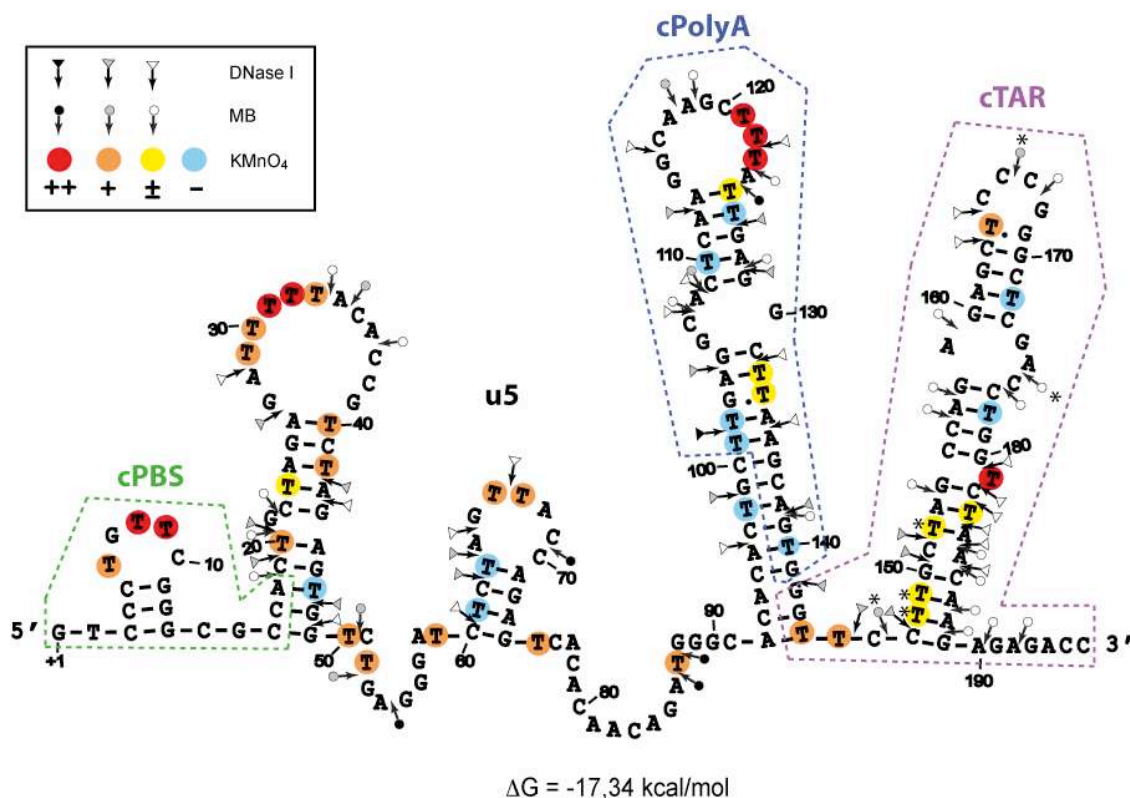 DNase I
MB
KMnO₄
++ + ± −
cPBS
u5
cPolyA
cTAR
5′ GTCCCTGTTCGGGCGCCACTGCTAGAGATTTTTACACCGTCTAGAGTGGTCTGAGGGATCTCTAGTTACCAGAGTCACACAACAGATGGGCACACACTGCTTGAGGCACTCAAGGCAAGCTTTATTGAGGCTTAAGCAGTGGGTTCCTTGCTAGCCAGAGAGCTCCCGGGCTCGACCTGGTCTAACAAGAGAGACC 3′
+1
10
20
30
40
50
60
70
80
90
100
110
120
130
140
150
160
170
180
190
* * * * * *
ΔG = -17,34 kcal/mol